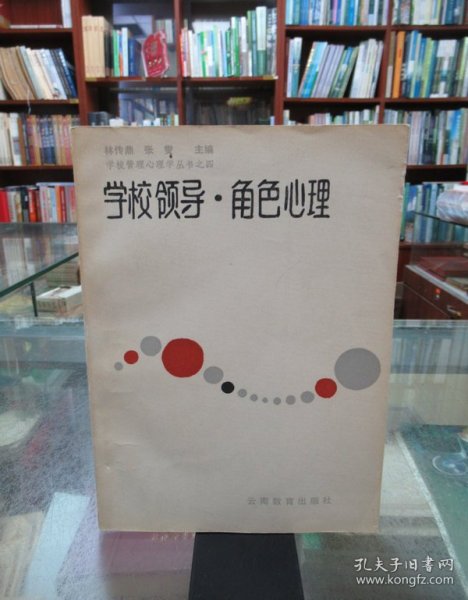 林传鼎 张 主编
学校管理心理学丛书之四
学校领导·角色心理
云南教育出版社
孔夫子旧书网
www.kongfz.com